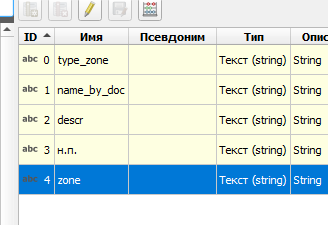 ID Имя Псевдоним Тип Опис
abc 0 type_zone Текст (string) String
abc 1 name_by_doc Текст (string) String
abc 2 descr Текст (string) String
abc 3 н.п. Текст (string) String
abc 4 zone Текст (string) String